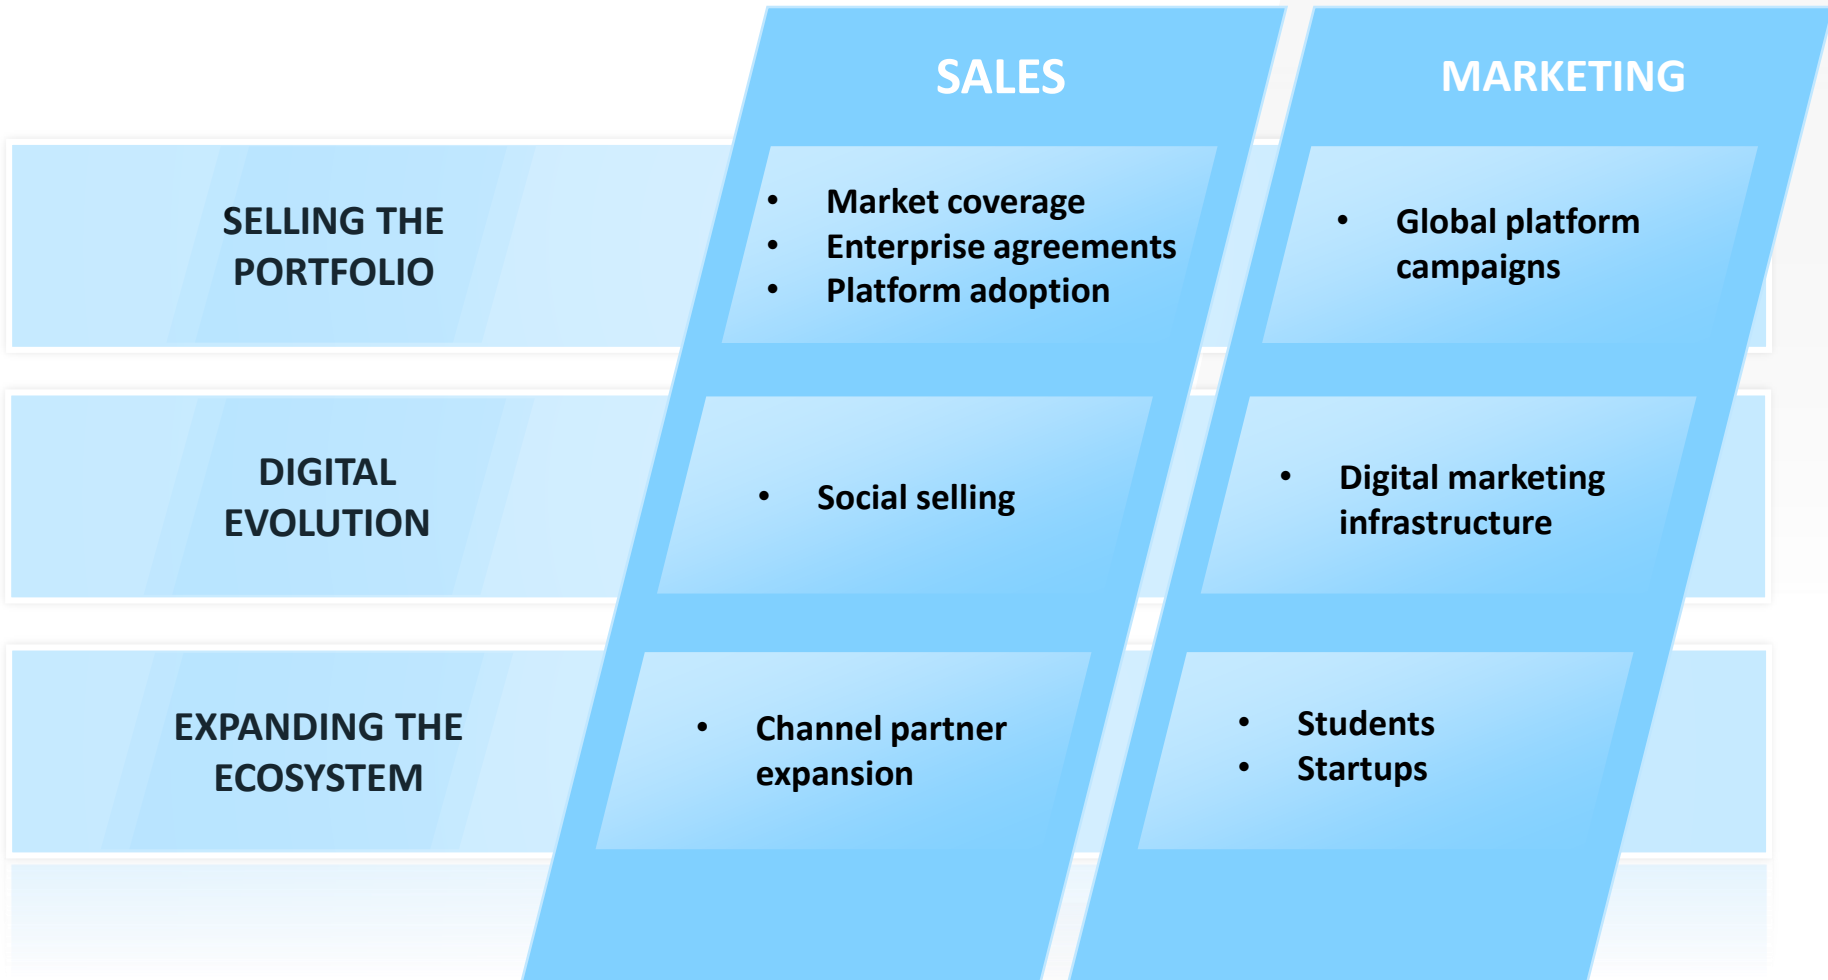 SALES
MARKETING
SELLING THE
PORTFOLIO
• Market coverage
• Enterprise agreements
• Platform adoption
• Global platform
campaigns
DIGITAL
EVOLUTION
• Social selling
• Digital marketing
infrastructure
EXPANDING THE
ECOSYSTEM
• Channel partner
expansion
• Students
• Startups